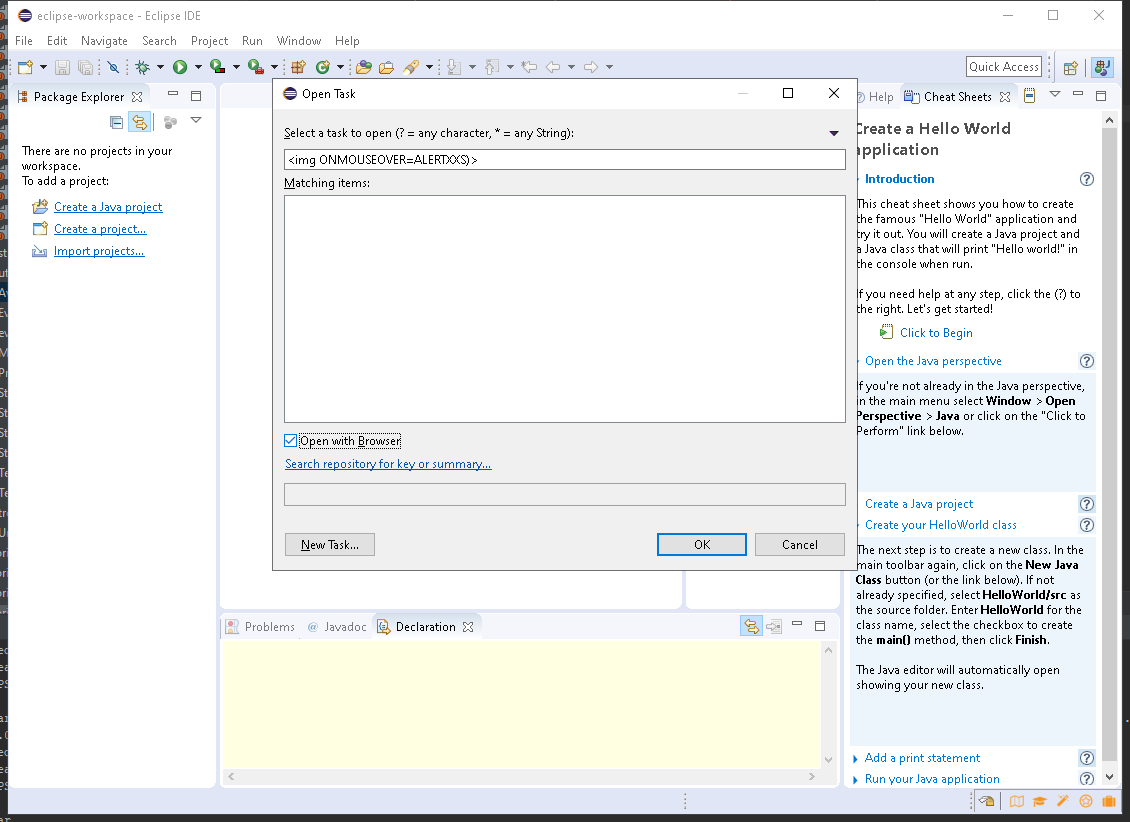 eclipse-workspace - Eclipse IDE
File Edit Navigate Search Project Run Window Help
Quick Access
Package Explorer
There are no projects in your
workspace.
To add a project:
Create a Java project
Create a project...
Import projects...
Open Task
Select a task to open (? = any character, * = any String):
<img ONMOUSEOVER=ALERTXXS)>
Matching items:
Open with Browser
Search repository for key or summary...
New Task...
OK
Cancel
Problems @ Javadoc Declaration
Help Cheat Sheets
Create a Hello World
application
Introduction
This cheat sheet shows you how to create
the famous "Hello World" application and
try it out. You will create a Java project and
a Java class that will print "Hello world!" in
the console when run.
If you need help at any step, click the (?) to
the right. Let's get started!
Click to Begin
Open the Java perspective
If you're not already in the Java perspective,
in the main menu select Window > Open
Perspective > Java or click on the "Click to
Perform" link below.
Create a Java project
Create your HelloWorld class
The next step is to create a new class. In the
main toolbar again, click on the New Java
Class button (or the link below). If not
already specified, select HelloWorld/src as
the source folder. Enter HelloWorld for the
class name, select the checkbox to create
the main() method, then click Finish.
The Java editor will automatically open
showing your new class.
Add a print statement
Run your Java application